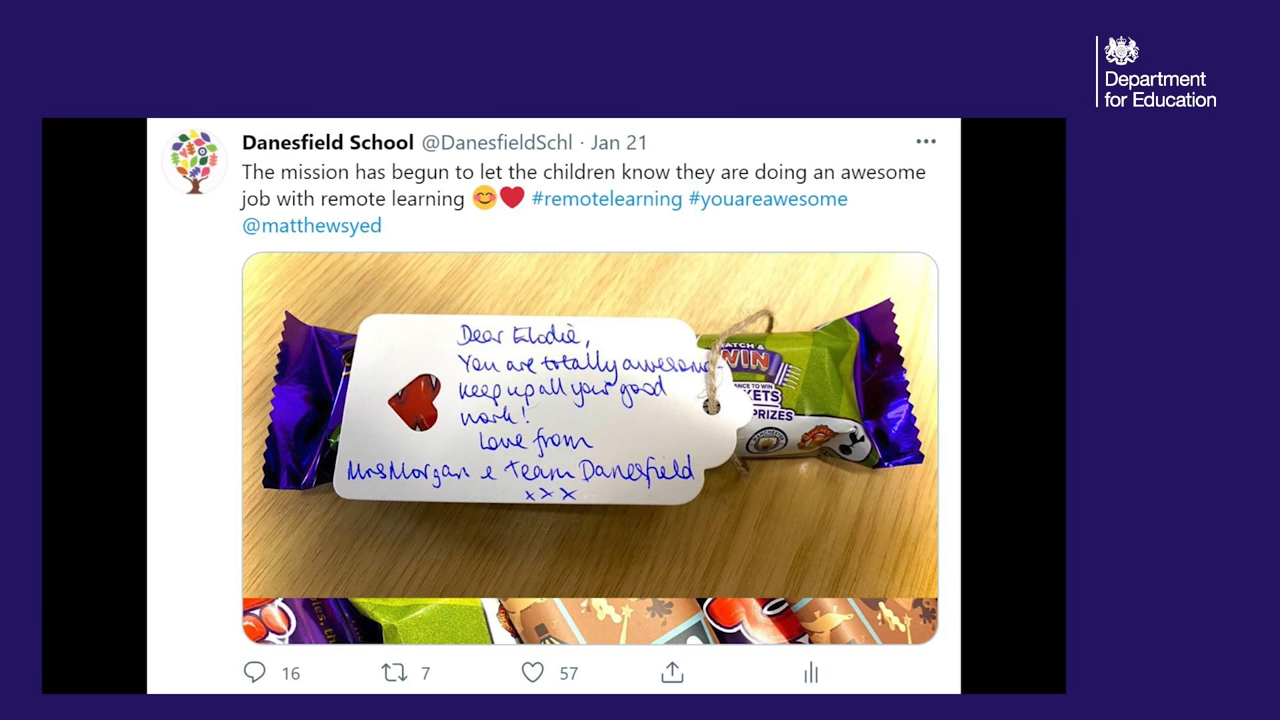 Department
for Education
Danesfield School @DanesfieldSchl · Jan 21
The mission has begun to let the children know they are doing an awesome
job with remote learning 😊❤️ #remotelearning #youareawesome
@matthewsyed
Dear Elodie,
You are totally awesome -
keep up all your good
work!
Love from
Mrs Morgan & Team Danesfield
xxx
WIN
PRIZES
16
7
57